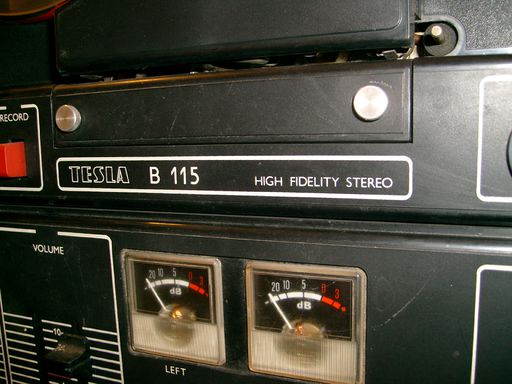 RECORD
TESLA B 115 HIGH FIDELITY STEREO
VOLUME
20 10 5 0 3
dB
20 10 5 0 3
dB
10
LEFT